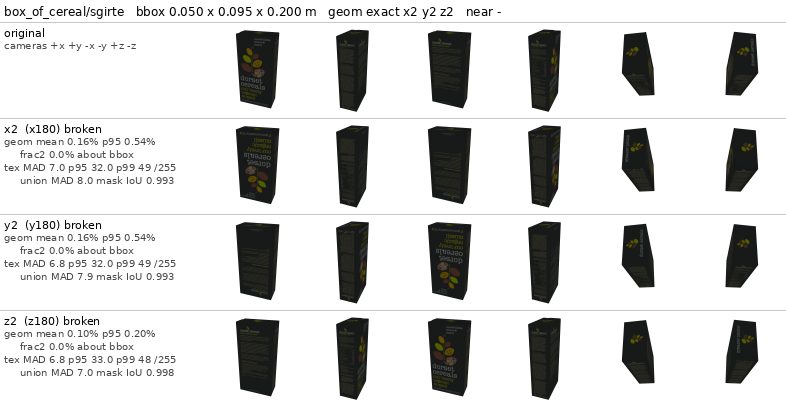 box_of_cereal/sgirte   bbox 0.050 x 0.095 x 0.200 m   geom exact x2 y2 z2   near -
original
cameras +x +y -x -y +z -z
dorset
cereals
x2  (x180) broken
geom mean 0.16% p95 0.54%
frac2 0.0% about bbox
tex MAD 7.0 p95 32.0 p99 49 /255
union MAD 8.0 mask IoU 0.993
y2  (y180) broken
geom mean 0.16% p95 0.54%
frac2 0.0% about bbox
tex MAD 6.8 p95 32.0 p99 49 /255
union MAD 7.9 mask IoU 0.993
z2  (z180) broken
geom mean 0.10% p95 0.20%
frac2 0.0% about bbox
tex MAD 6.8 p95 33.0 p99 48 /255
union MAD 7.0 mask IoU 0.998